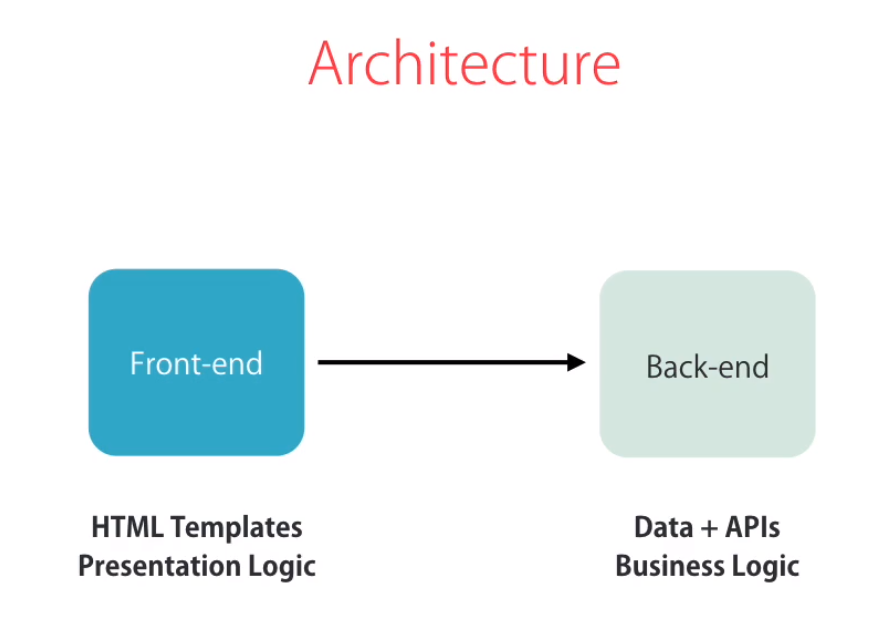 Architecture
Front-end
Back-end
HTML Templates
Presentation Logic
Data + APIs
Business Logic